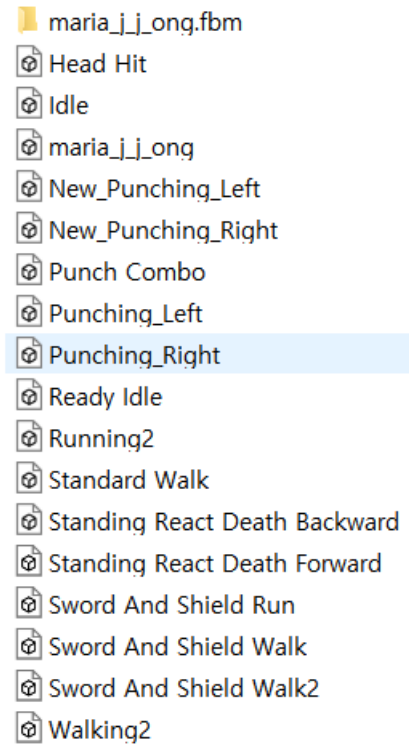 maria_j_j_ong.fbm
Head Hit
Idle
maria_j_j_ong
New_Punching_Left
New_Punching_Right
Punch Combo
Punching_Left
Punching_Right
Ready Idle
Running2
Standard Walk
Standing React Death Backward
Standing React Death Forward
Sword And Shield Run
Sword And Shield Walk
Sword And Shield Walk2
Walking2